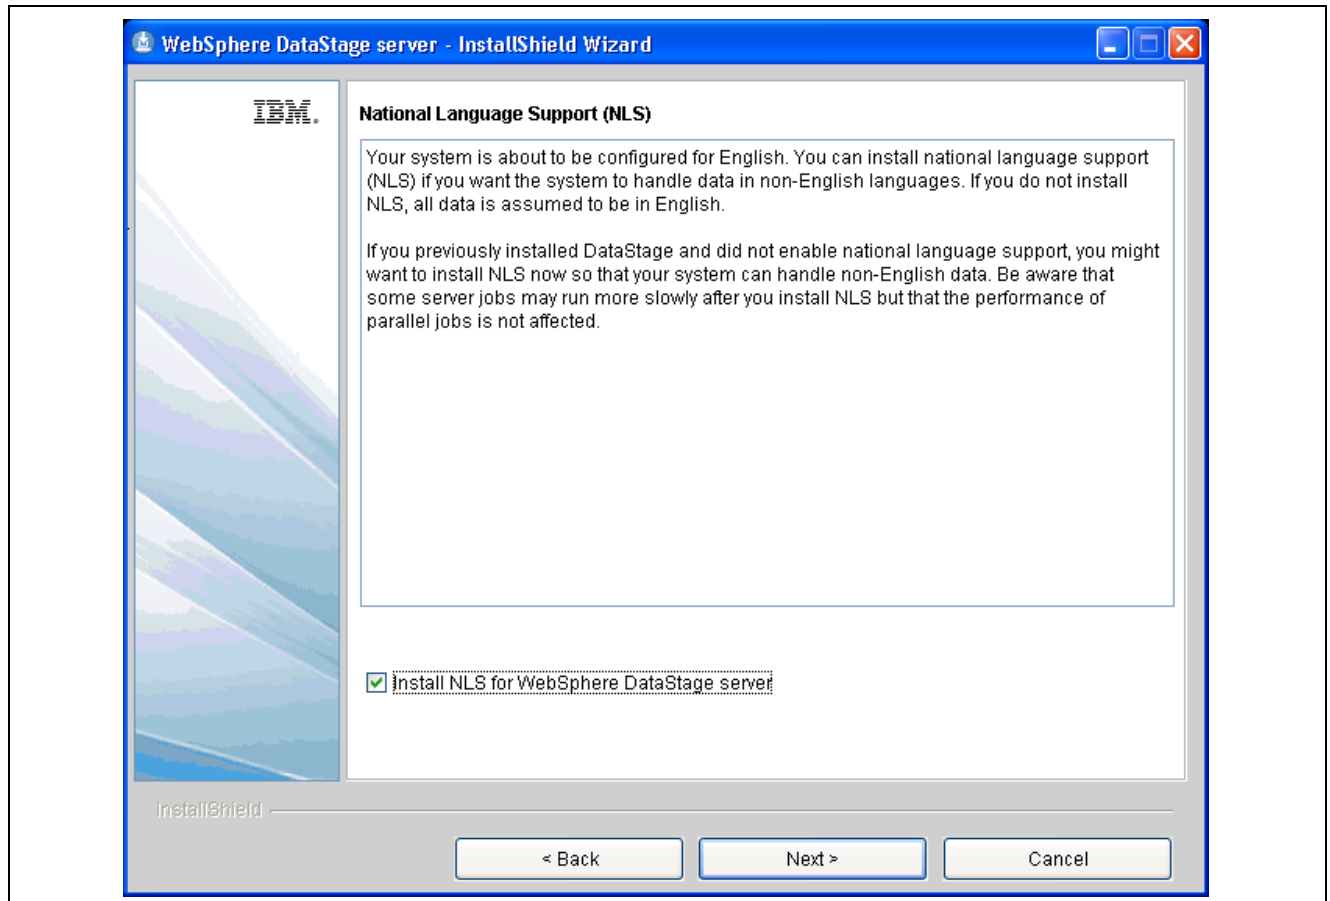 WebSphere DataStage server - InstallShield Wizard
IBM.
National Language Support (NLS)
Your system is about to be configured for English. You can install national language support
(NLS) if you want the system to handle data in non-English languages. If you do not install
NLS, all data is assumed to be in English.
If you previously installed DataStage and did not enable national language support, you might
want to install NLS now so that your system can handle non-English data. Be aware that
some server jobs may run more slowly after you install NLS but that the performance of
parallel jobs is not affected.
Install NLS for WebSphere DataStage server
InstallShield
< Back
Next >
Cancel